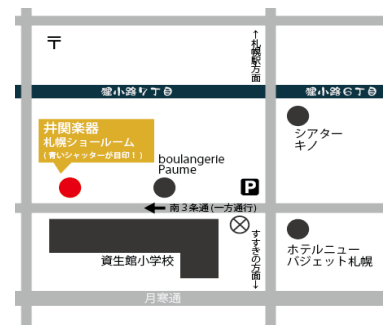 〒
↑札幌駅方面
狸小路7丁目
狸小路6丁目
井関楽器
札幌ショールーム
(青いシャッターが目印！)
boulangerie
Paume
P
シアター
キノ
南3条通(一方通行)
すすきの方面→
資生館小学校
ホテルニュー
バジェット札幌
月寒通